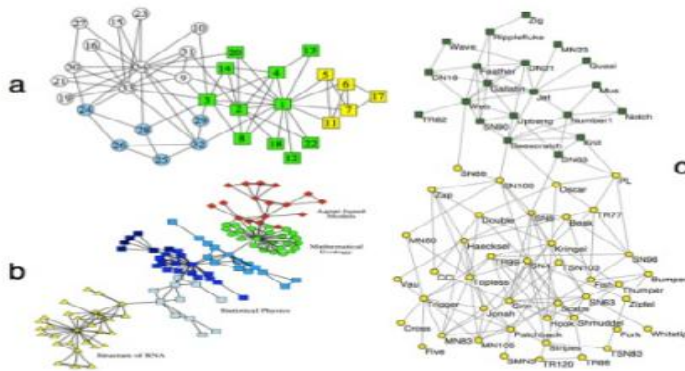 a
27
15
23
10
16
31
20
13
30
14
4
5
6
21
9
19
33
3
2
1
7
17
24
11
28
29
8
18
22
26
32
12
25
b
Agent-based
Models
Mathematical
Ecology
Statistical Physics
Structure of RNA
c
Zig
Ripplefluke
Wave
MN23
DN16
Feather
DN21
Quasi
Gallatin
Web
Jet
Mus
TR82
Upbang
Notch
SN90
Number1
Beescratch
Knit
SN63
SN89
Zap
SN100
Oscar
PL
Double
SN9
Beak
TR77
MN60
Haecksel
Kringel
SN96
TR99
SN4
TSN103
Bumper
Vau
CCL
Topless
Fish
Thumper
Trigger
Grin
Scabs
SN63
Zipfel
Jonah
Cross
Hook
Shmuddel
MN83
Patchback
Fork
Whitetip
Five
MN105
Stripes
TSN83
SMN5
TR120
TR88